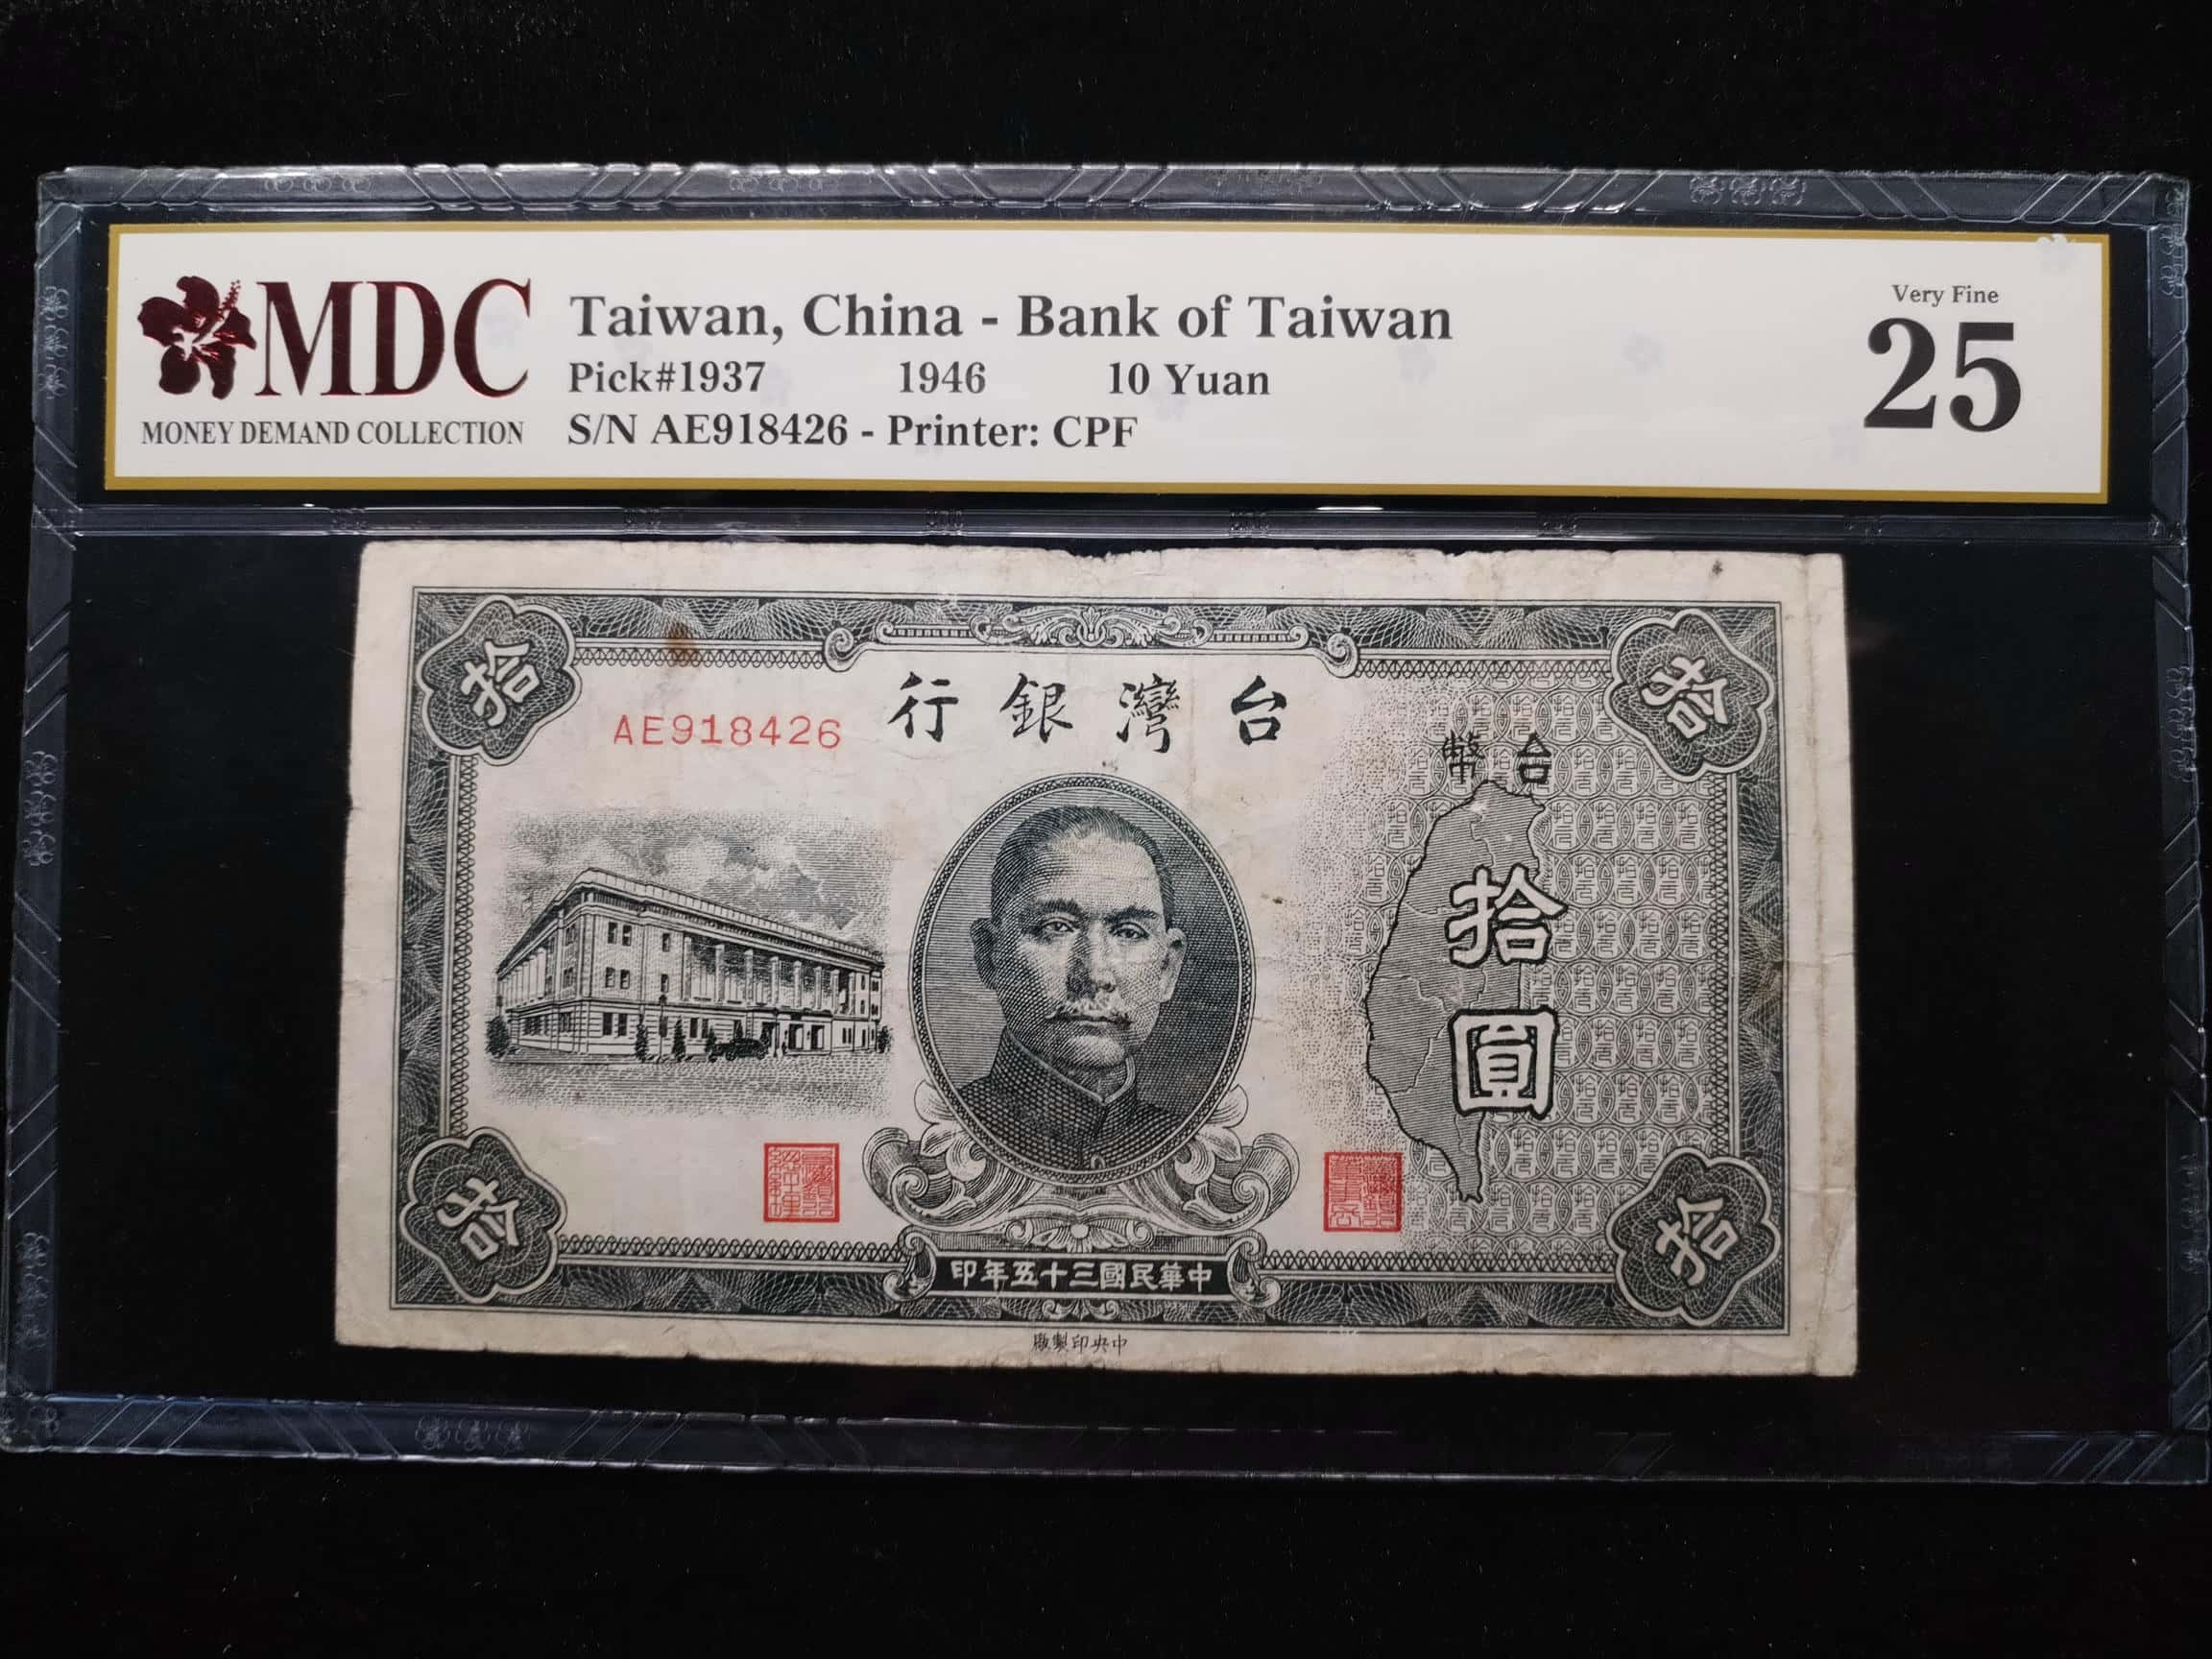 MDC
MONEY DEMAND COLLECTION
Taiwan, China - Bank of Taiwan
Pick#1937 1946 10 Yuan
S/N AE918426 - Printer: CPF
Very Fine
25
拾
拾
AE918426
行銀灣台
幣台
拾
圓
拾
拾
印年五十三國民華中
廠製印央中